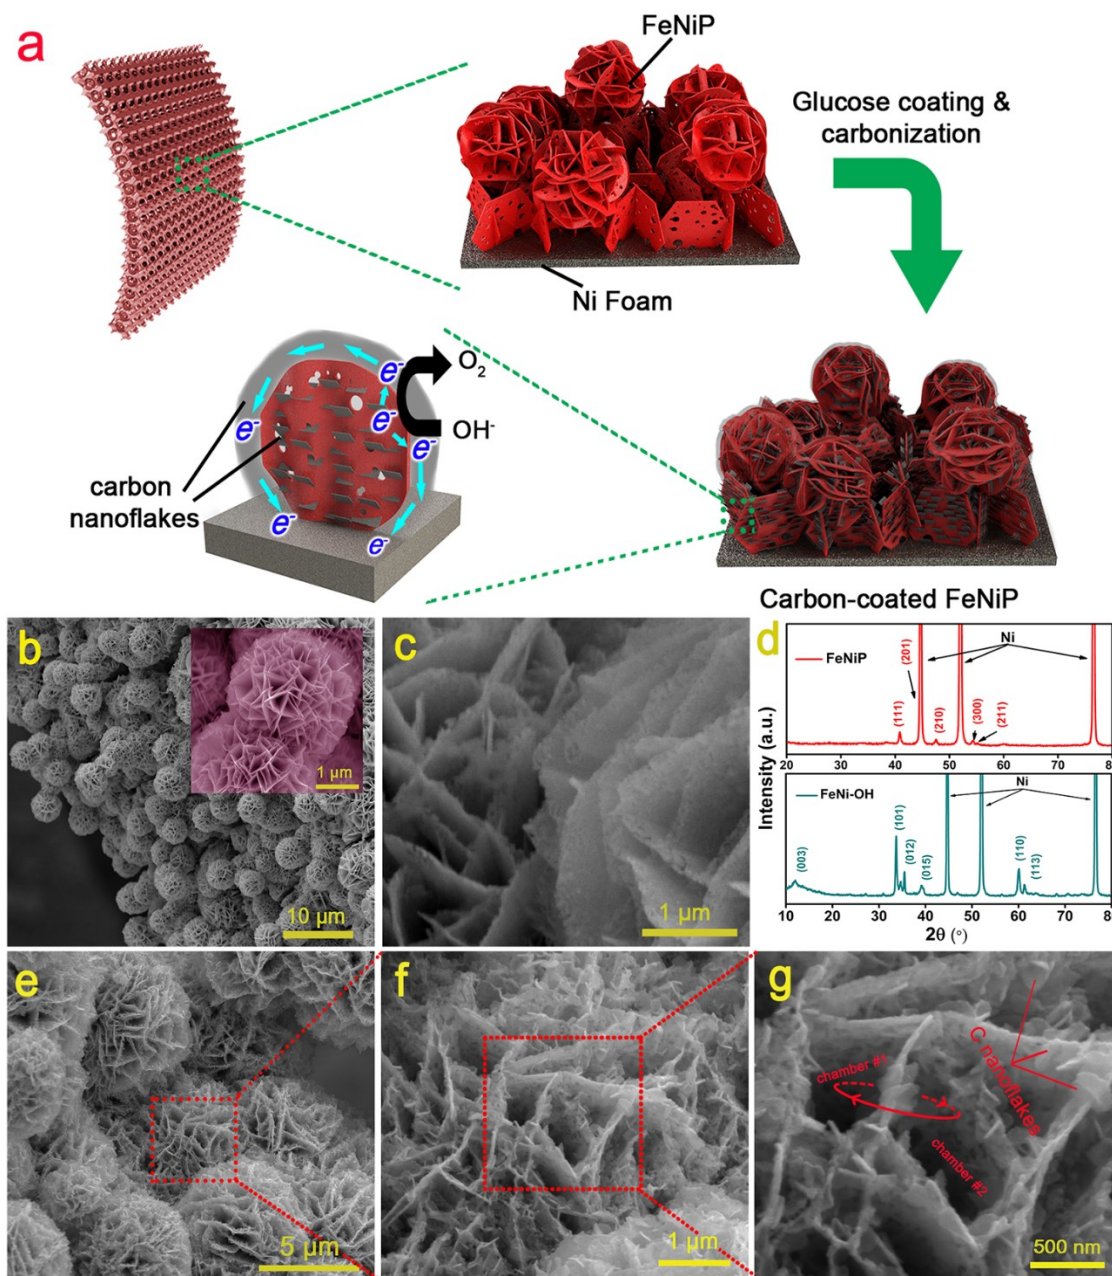 a
FeNiP
Glucose coating &
carbonization
Ni Foam
O₂
OH⁻
e⁻
e⁻
e⁻
e⁻
e⁻
e⁻
carbon
nanoflakes
Carbon-coated FeNiP
b
1 μm
10 μm
c
1 μm
d
Intensity (a.u.)
FeNiP
Ni
(111)
(201)
(210)
(300)
(211)
20 30 40 50 60 70 80
FeNi-OH
Ni
(003)
(101)
(012)
(015)
(110)
(113)
10 20 30 40 50 60 70 80
2θ (°)
e
5 μm
f
1 μm
g
chamber #1
chamber #2
C nanoflakes
500 nm